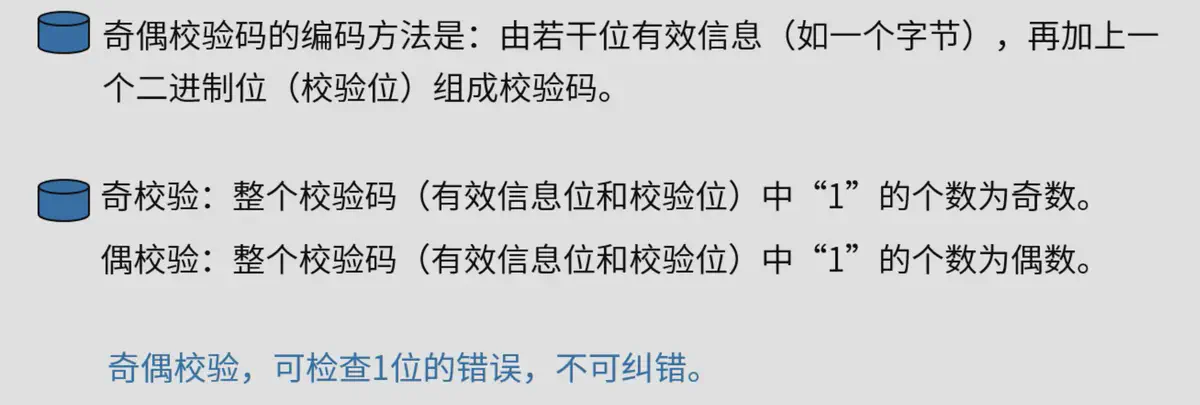 奇偶校验码的编码方法是：由若干位有效信息（如一个字节），再加上一
个二进制位（校验位）组成校验码。
奇校验：整个校验码（有效信息位和校验位）中“1”的个数为奇数。
偶校验：整个校验码（有效信息位和校验位）中“1”的个数为偶数。
奇偶校验，可检查1位的错误，不可纠错。